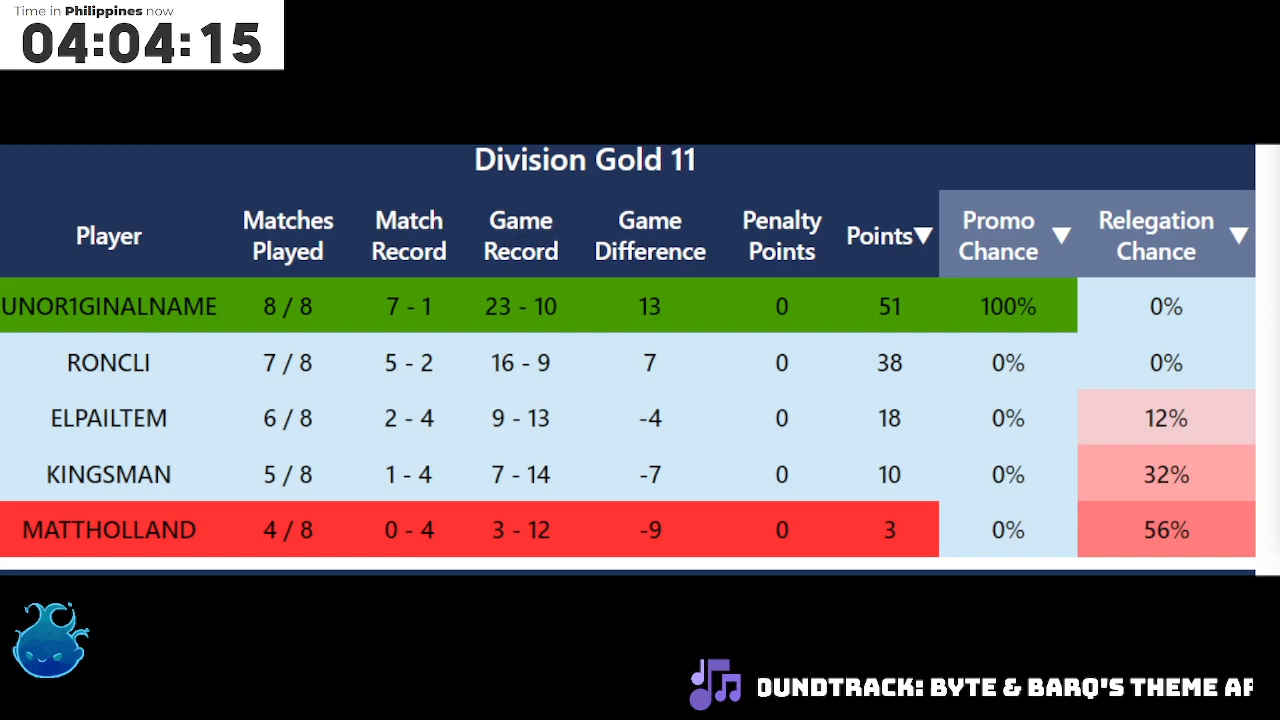 Time in Philippines now
04:04:15
Division Gold 11
Player Matches Played Match Record Game Record Game Difference Penalty Points Points▼ Promo Chance ▼ Relegation Chance ▼
UNOR1GINALNAME 8 / 8 7 - 1 23 - 10 13 0 51 100% 0%
RONCLI 7 / 8 5 - 2 16 - 9 7 0 38 0% 0%
ELPAILTEM 6 / 8 2 - 4 9 - 13 -4 0 18 0% 12%
KINGSMAN 5 / 8 1 - 4 7 - 14 -7 0 10 0% 32%
MATTHOLLAND 4 / 8 0 - 4 3 - 12 -9 0 3 0% 56%
OUNDTRACK: BYTE & BARQ'S THEME AF